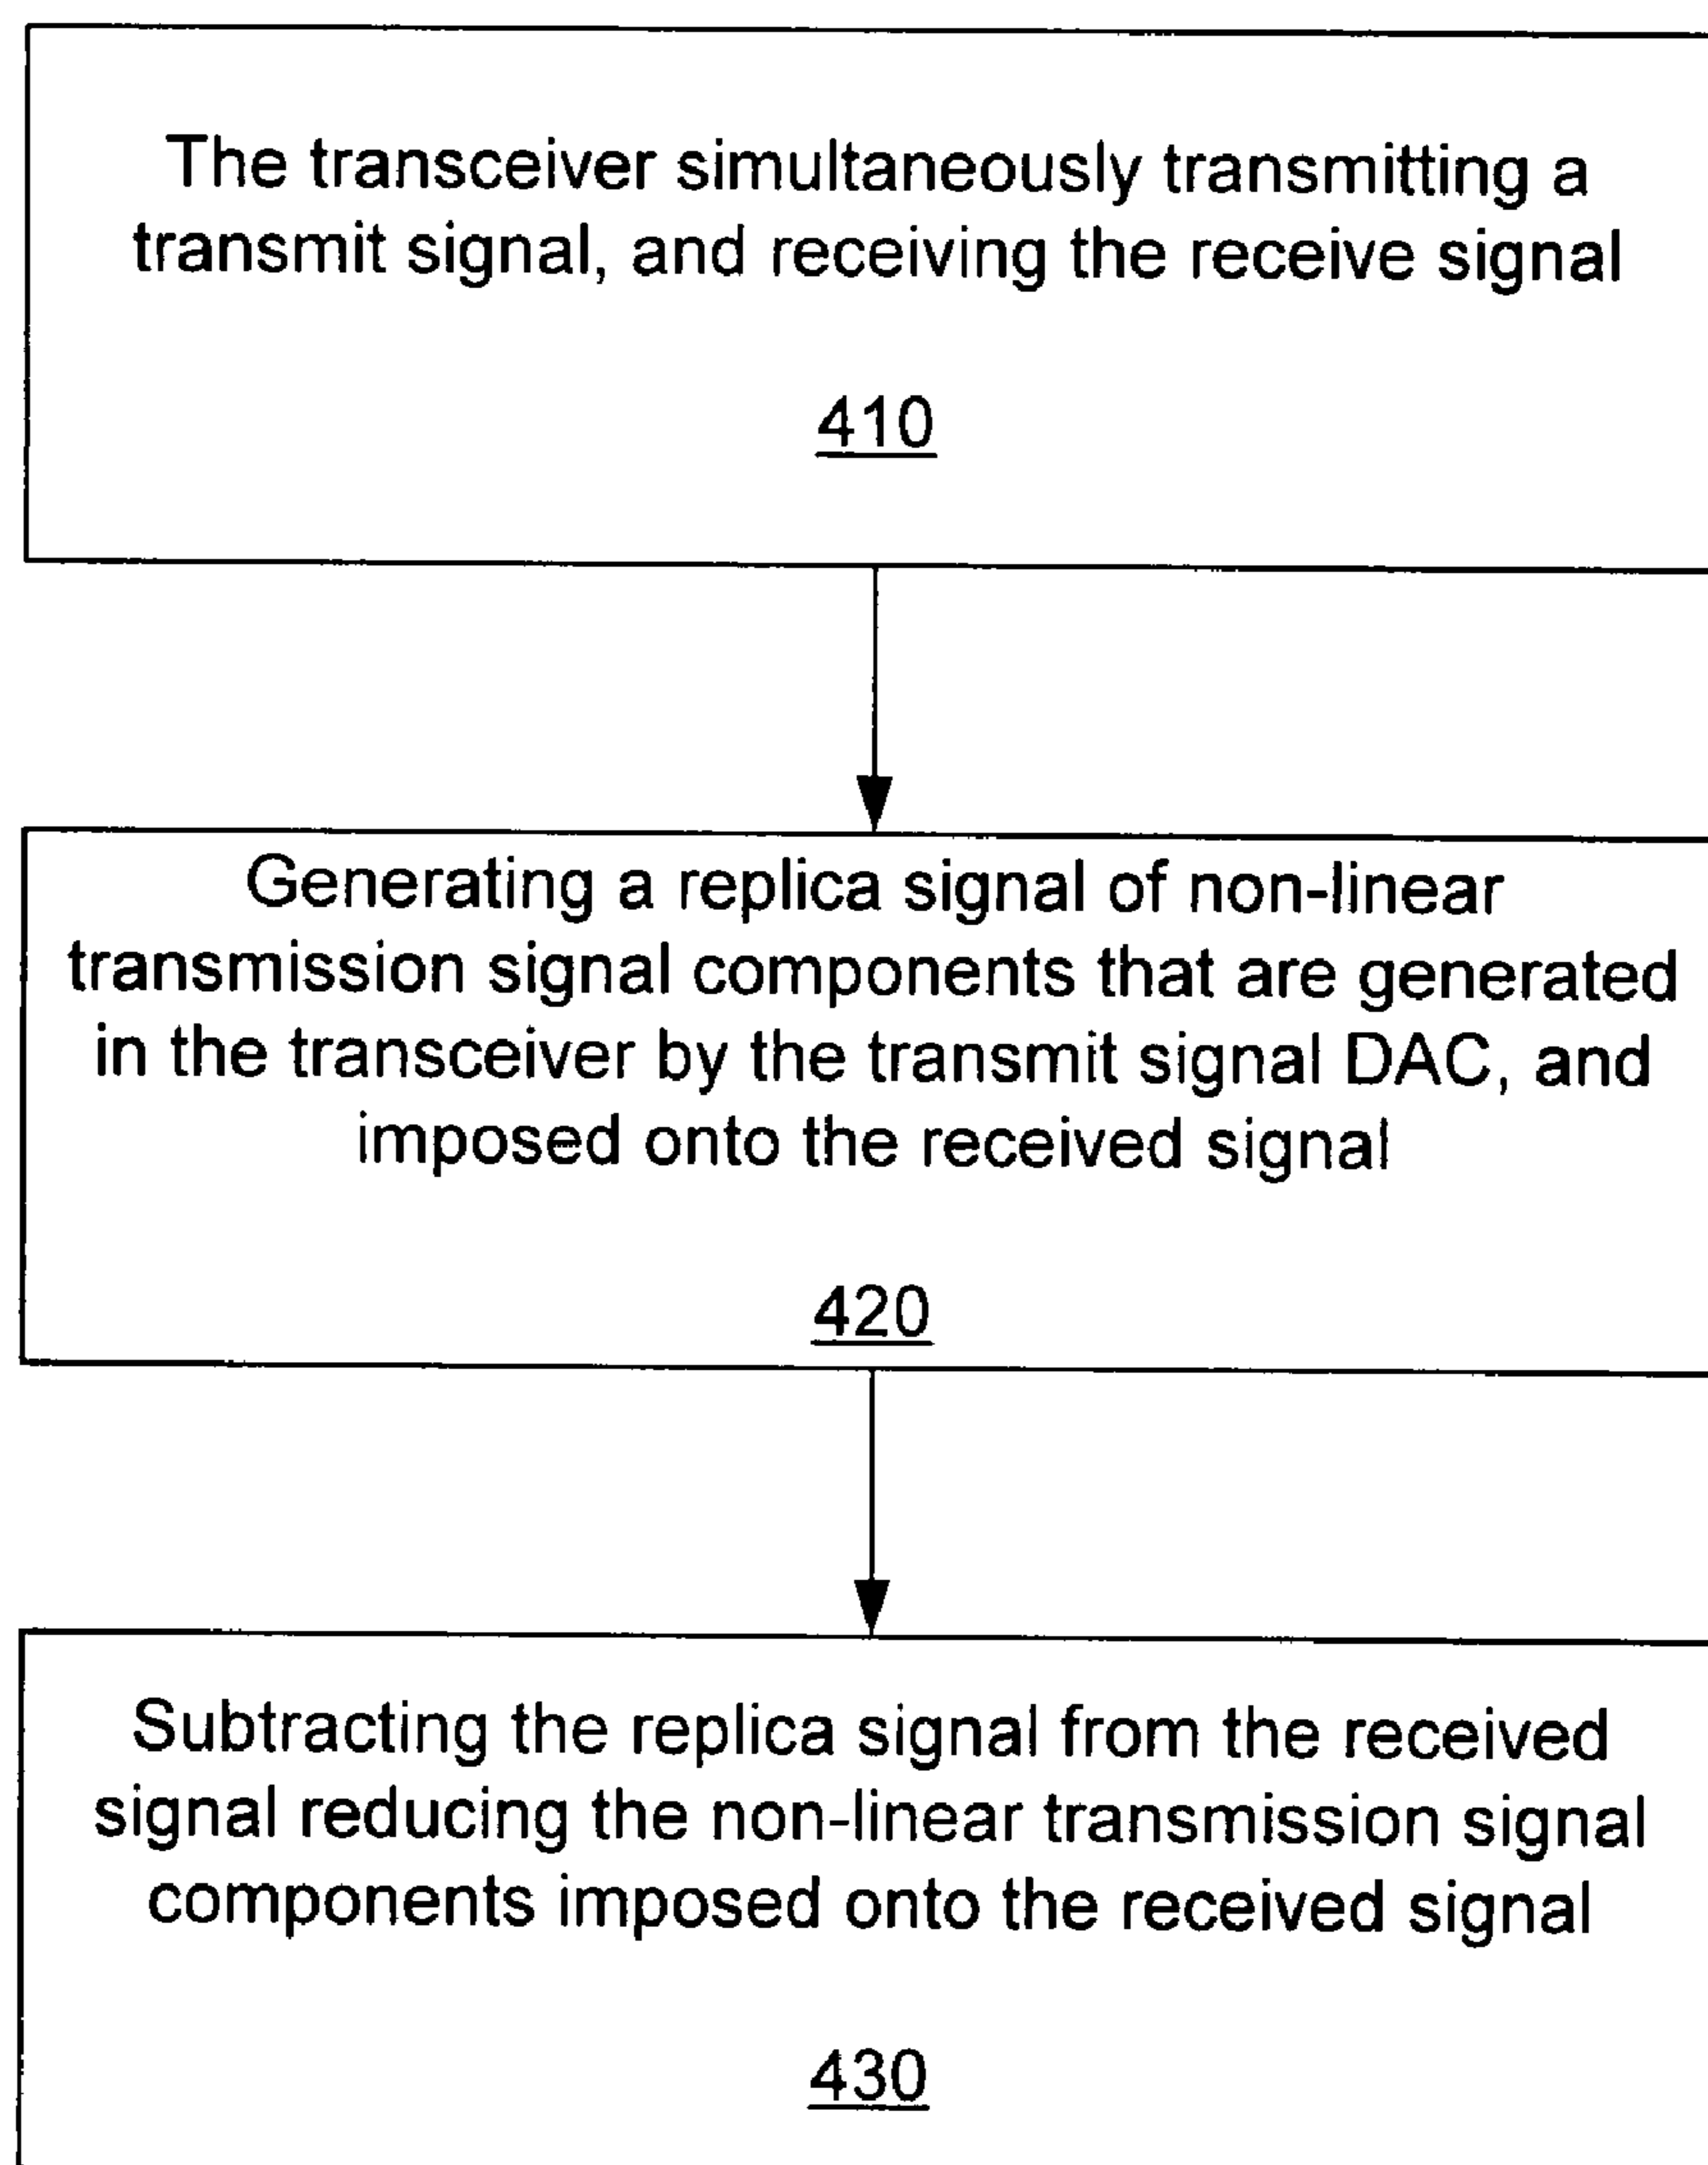 The transceiver simultaneously transmitting a
transmit signal, and receiving the receive signal
410
Generating a replica signal of non-linear
transmission signal components that are generated
in the transceiver by the transmit signal DAC, and
imposed onto the received signal
420
Subtracting the replica signal from the received
signal reducing the non-linear transmission signal
components imposed onto the received signal
430